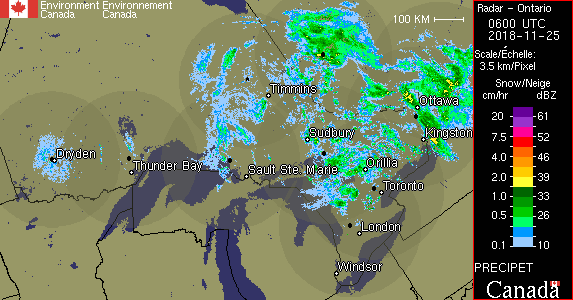 Environment Environnement
Canada Canada
100 KM
Timmins
Ottawa
Sudbury
Kingston
Dryden
Thunder Bay
Sault Ste. Marie
Orillia
Toronto
London
Windsor
Radar - Ontario
0600 UTC
2018-11-25
Scale/Échelle:
3.5 km/Pixel
Snow/Neige
cm/hr dBZ
20 61
7.5 52
4.0 46
2.0 39
1.0 33
0.5 26
0.1 10
PRECIPET
Canada